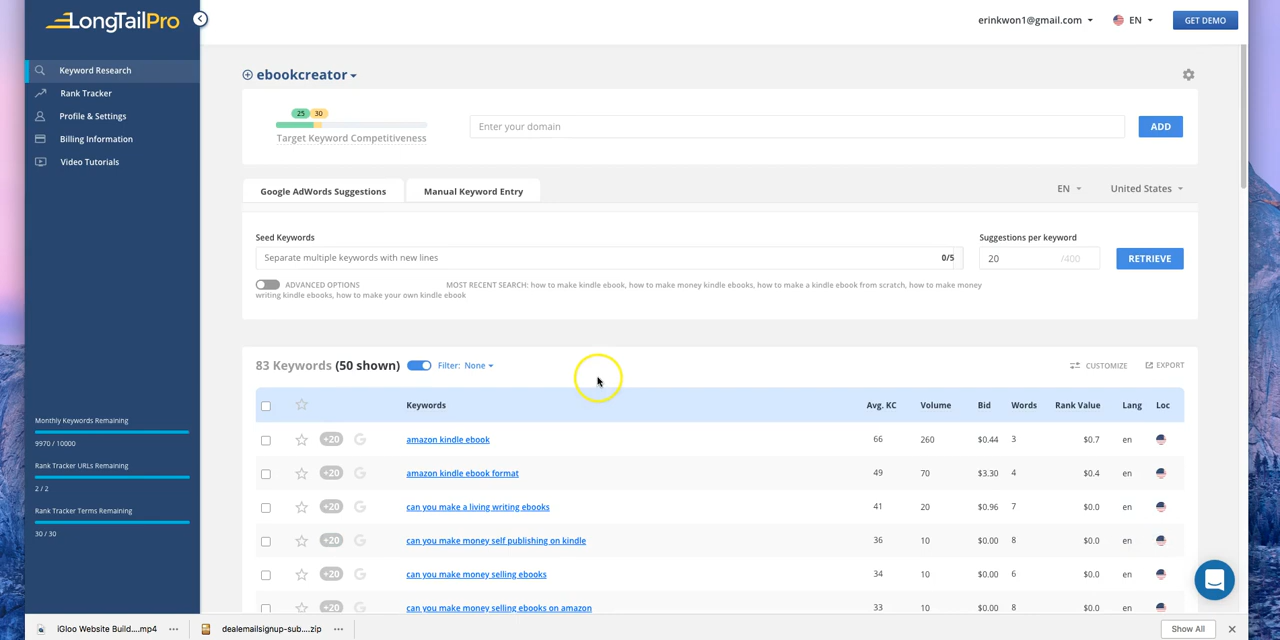 LongTailPro
erinkwon1@gmail.com EN GET DEMO
Keyword Research
Rank Tracker
Profile & Settings
Billing Information
Video Tutorials
Monthly Keywords Remaining
9970 / 10000
Rank Tracker URLs Remaining
2 / 2
Rank Tracker Terms Remaining
30 / 30
ebookcreator
25 30
Target Keyword Competitiveness
Enter your domain
ADD
Google AdWords Suggestions Manual Keyword Entry EN United States
Seed Keywords Suggestions per keyword
Separate multiple keywords with new lines 0/5 20 /400 RETRIEVE
ADVANCED OPTIONS MOST RECENT SEARCH: how to make kindle ebook, how to make money kindle ebooks, how to make a kindle ebook from scratch, how to make money
writing kindle ebooks, how to make your own kindle ebook
83 Keywords (50 shown) Filter: None CUSTOMIZE EXPORT
Keywords Avg. KC Volume Bid Words Rank Value Lang Loc
+20 G amazon kindle ebook 66 260 $0.44 3 $0.7 en
+20 G amazon kindle ebook format 49 70 $3.30 4 $0.4 en
+20 G can you make a living writing ebooks 41 20 $0.96 7 $0.0 en
+20 G can you make money self publishing on kindle 36 10 $0.00 8 $0.0 en
+20 G can you make money selling ebooks 34 10 $0.00 6 $0.0 en
+20 G can you make money selling ebooks on amazon 33 10 $0.00 8 $0.0 en
iGloo Website Build....mp4 dealemailsignup-sub....zip Show All